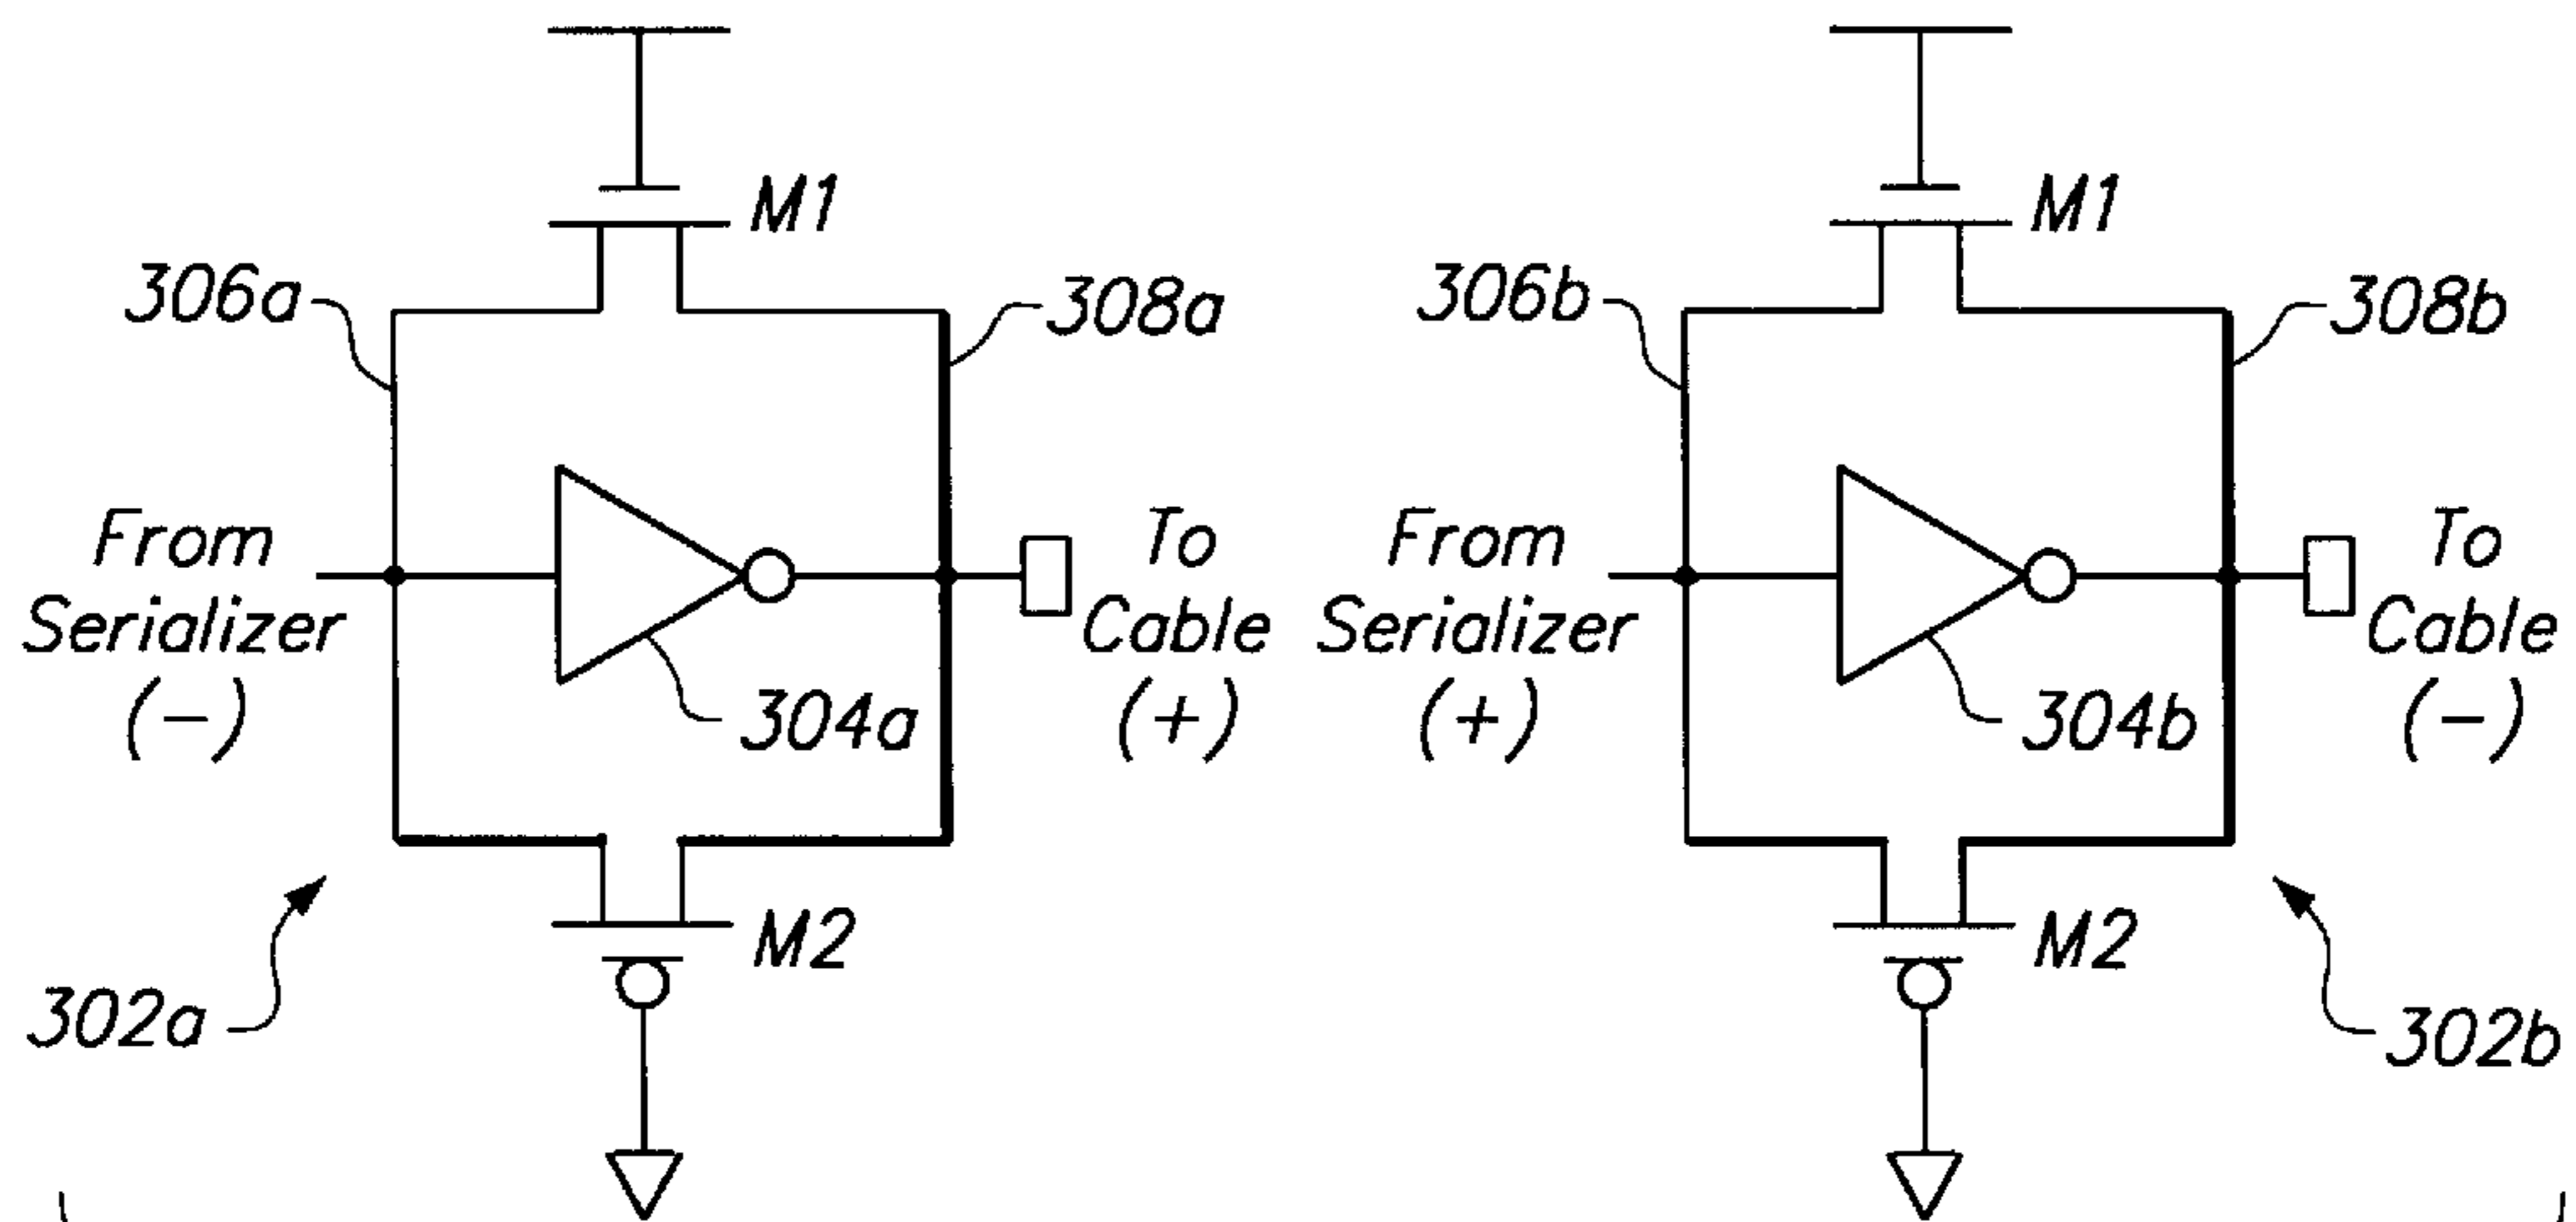 M1
306a
308a
From
Serializer
(-)
304a
To
Cable
(+)
M2
302a
M1
306b
308b
From
Serializer
(+)
304b
To
Cable
(-)
M2
302b